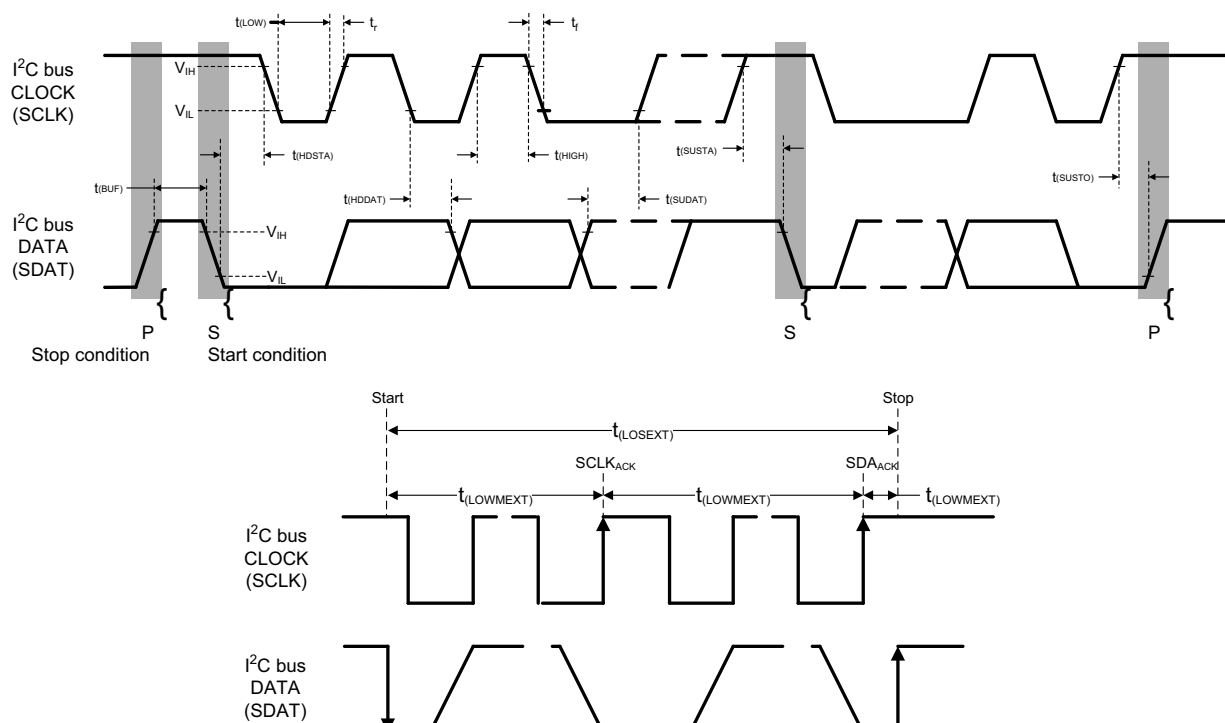 t(LOW) tr tf
I²C bus
CLOCK
(SCLK)
VIH
VIL
t(HDSTA) t(HIGH) t(SUSTA)
t(SUSTO)
t(BUF)
t(HDDAT) t(SUDAT)
I²C bus
DATA
(SDAT)
VIH
VIL
{ { { {
P S S P
Stop condition Start condition
Start Stop
t(LOSEXT)
SCLKACK SDAACK
t(LOWMEXT) t(LOWMEXT) t(LOWMEXT)
I²C bus
CLOCK
(SCLK)
I²C bus
DATA
(SDAT)